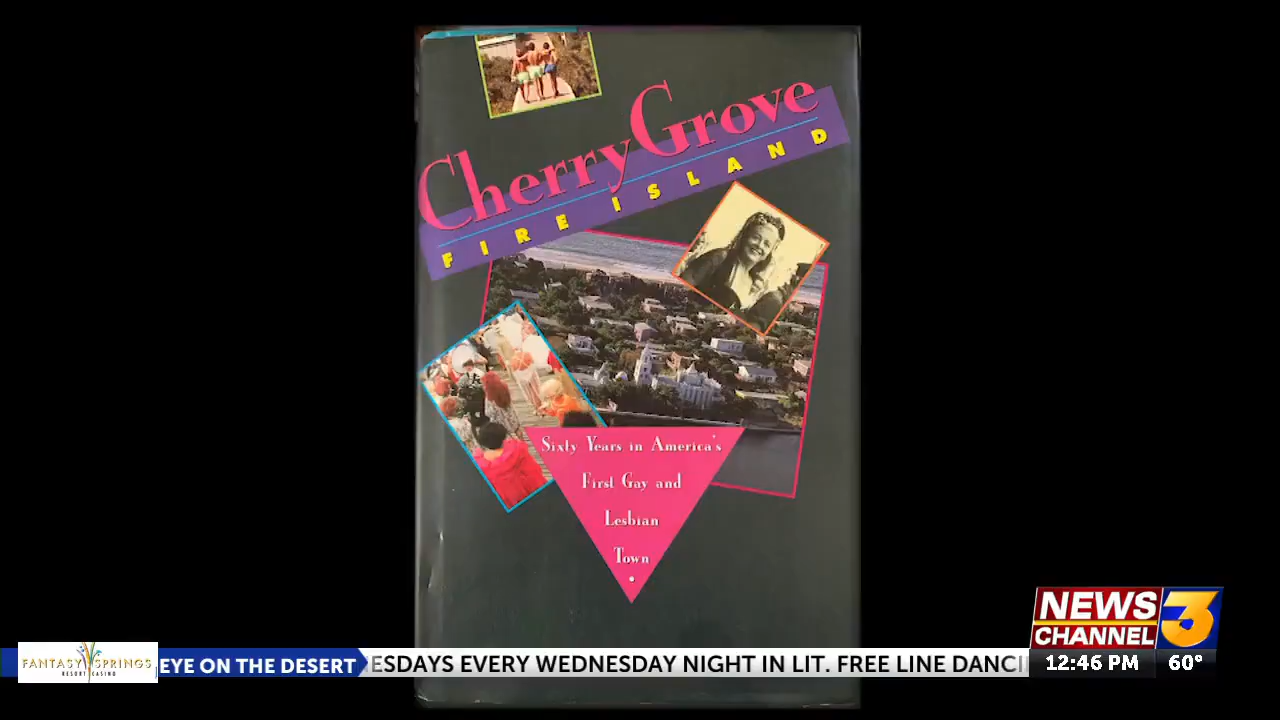 Cherry Grove
FIRE ISLAND
Sixty Years in America's
First Gay and
Lesbian
Town
NEWS
CHANNEL 3
12:46 PM 60°
FANTASY SPRINGS
RESORT CASINO
EYE ON THE DESERT
ESDAYS EVERY WEDNESDAY NIGHT IN LIT. FREE LINE DANCI